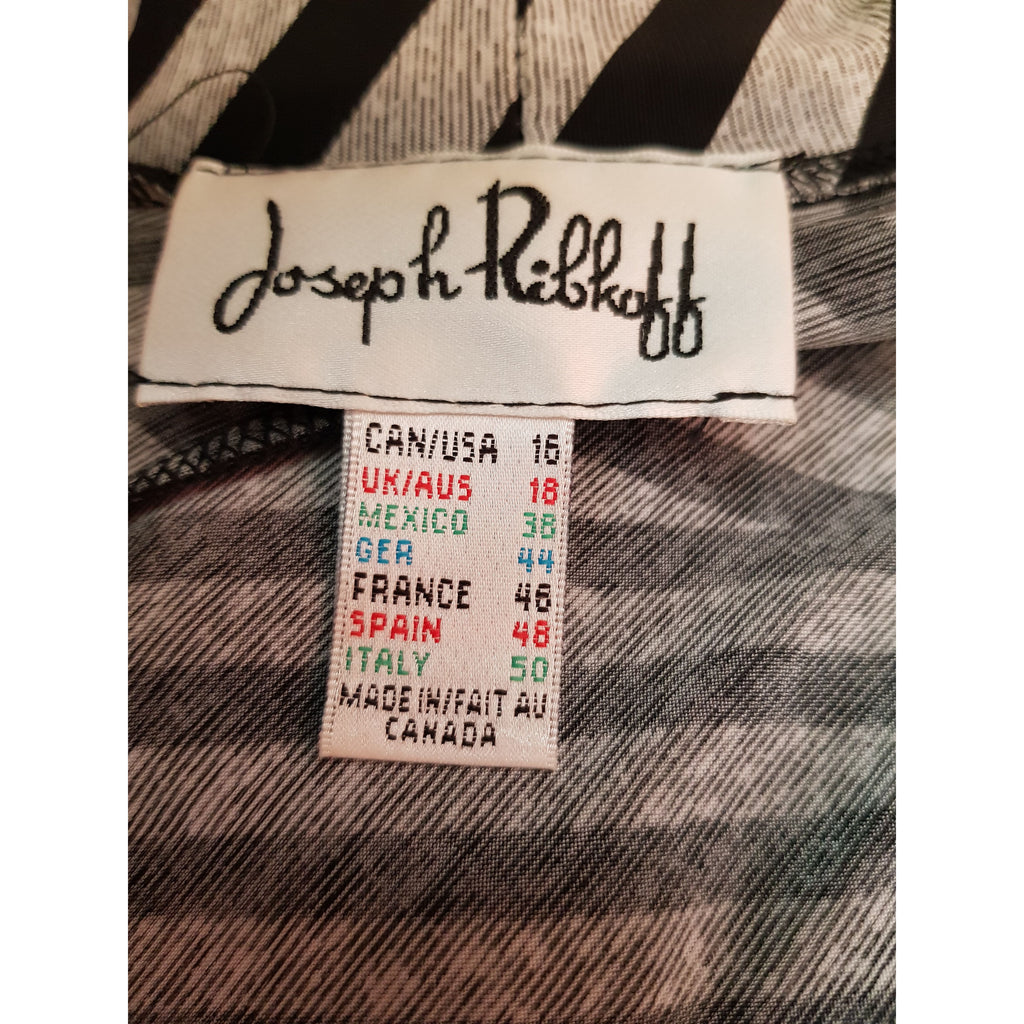 Joseph Ribkoff
CAN/USA 16
UK/AUS 18
MEXICO 38
GER 44
FRANCE 46
SPAIN 48
ITALY 50
MADE IN/FAIT AU
CANADA